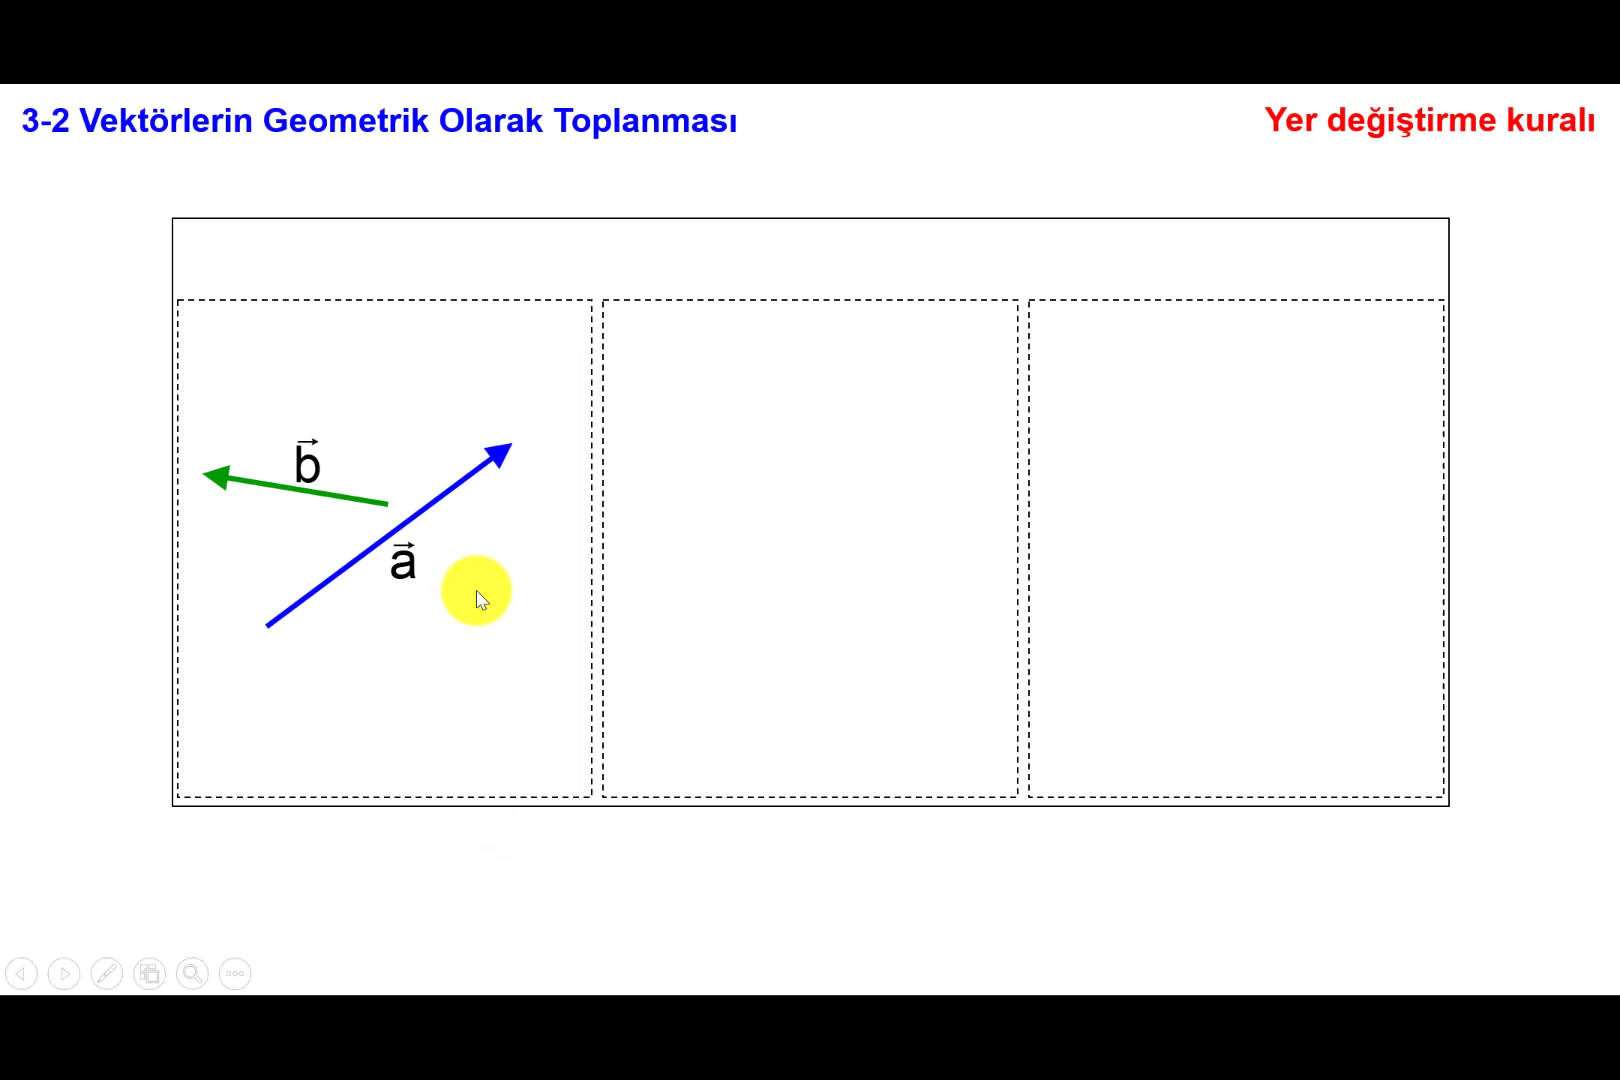 3-2 Vektörlerin Geometrik Olarak Toplanması
Yer değiştirme kuralı
b⃗
a⃗